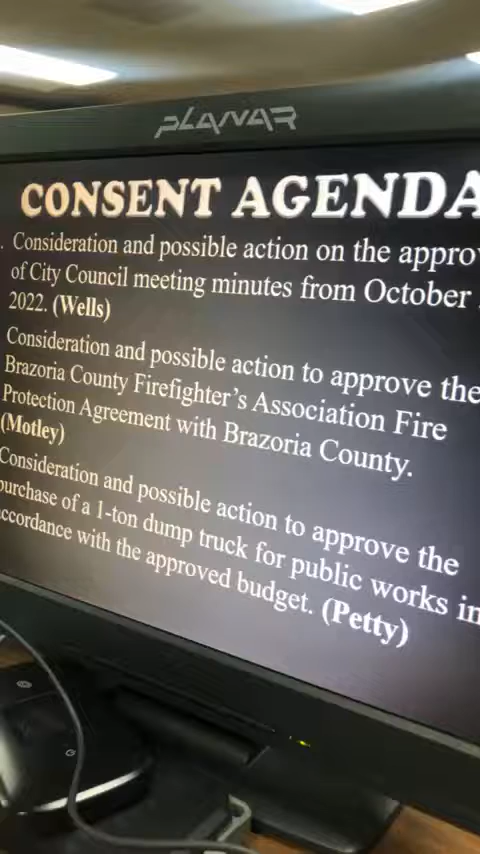 PLANAR
CONSENT AGENDA
. Consideration and possible action on the appro
of City Council meeting minutes from October
2022. (Wells)
Consideration and possible action to approve the
Brazoria County Firefighter's Association Fire
Protection Agreement with Brazoria County.
(Motley)
Consideration and possible action to approve the
purchase of a 1-ton dump truck for public works in
accordance with the approved budget. (Petty)